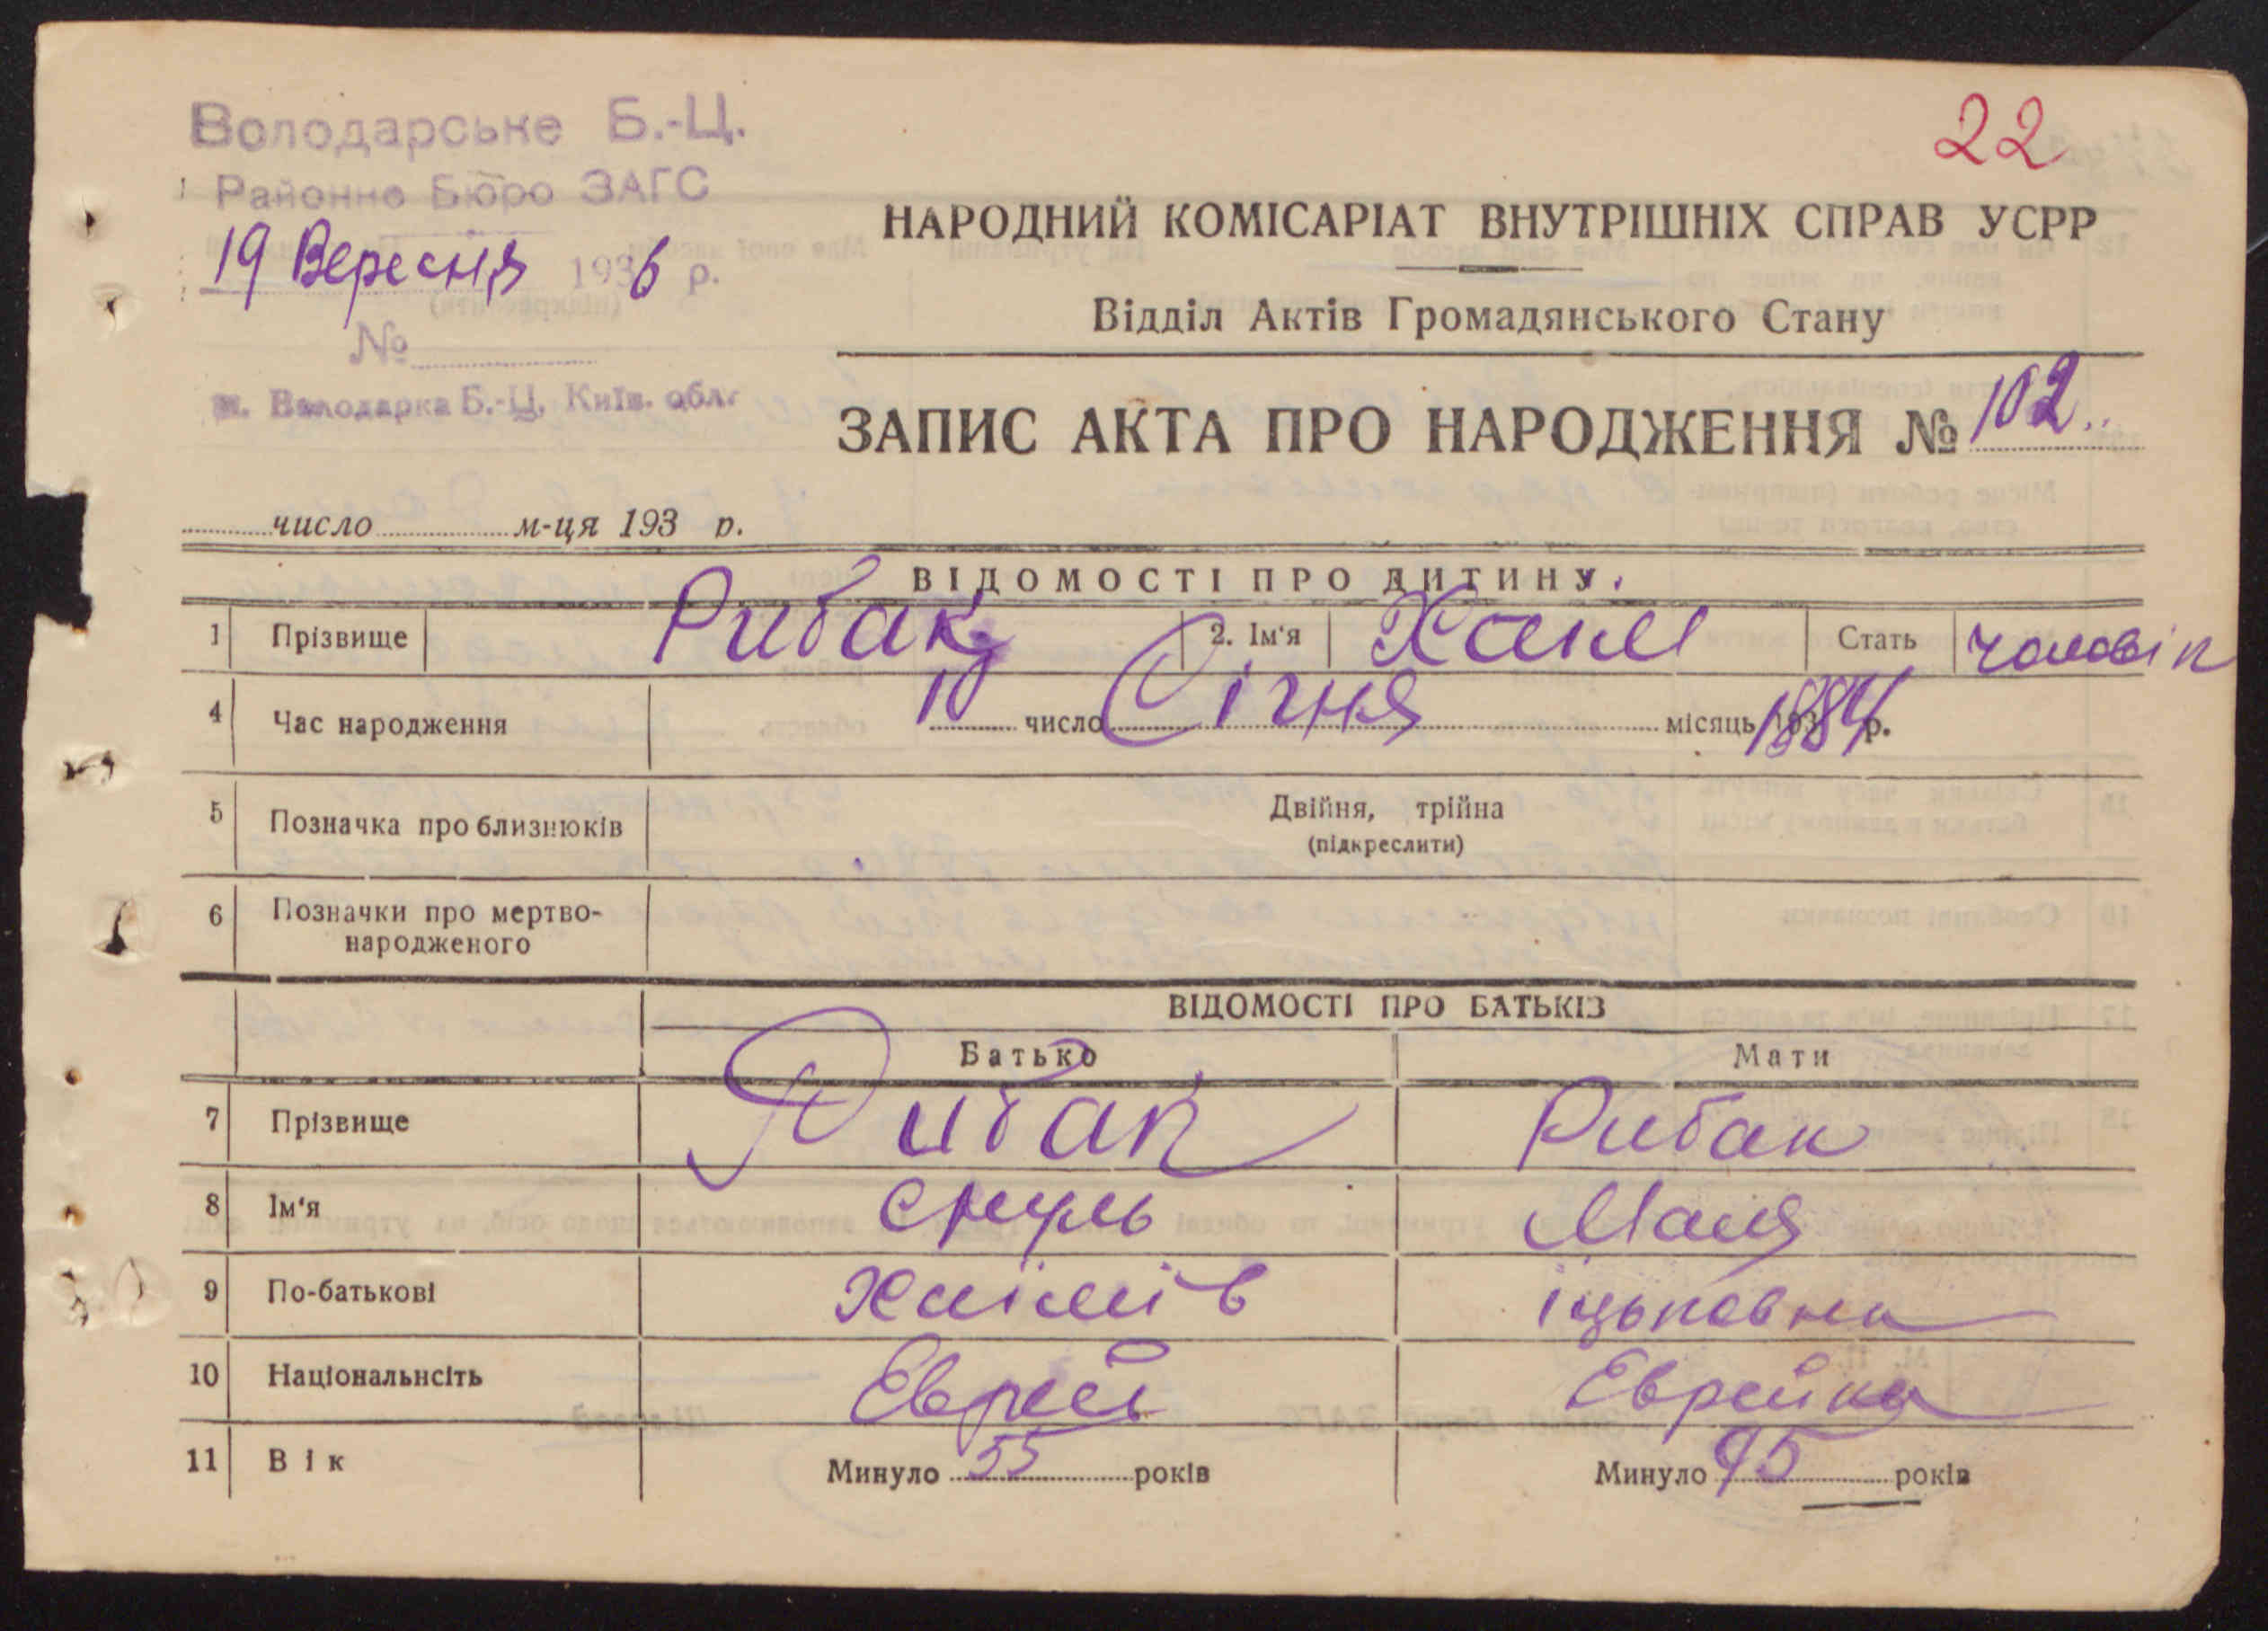 Володарське Б.-Ц.
Районне Бюро ЗАГС
19 Вересня 1936 р.
№
м. Володарка Б.-Ц. Київ. обл.
22
НАРОДНИЙ КОМІСАРІАТ ВНУТРІШНІХ СПРАВ УСРР
Відділ Актів Громадянського Стану
ЗАПИС АКТА ПРО НАРОДЖЕННЯ № 102
число м-ця 193 р.
ВІДОМОСТІ ПРО ДИТИНУ
1 Прізвище Рибак 2. Ім'я Стать чоловік
4 Час народження 10 число Січня місяць 1884 р.
5 Позначка про близнюків Двійня, трійна
(підкреслити)
6 Позначки про мертво-
народженого
ВІДОМОСТІ ПРО БАТЬКІВ
Батько Мати
7 Прізвище Рибак Рибак
8 Ім'я Маня
9 По-батькові Хаімів іцьковна
10 Національнсіть Еврей Еврейка
11 Вік Минуло 55 років Минуло 45 років